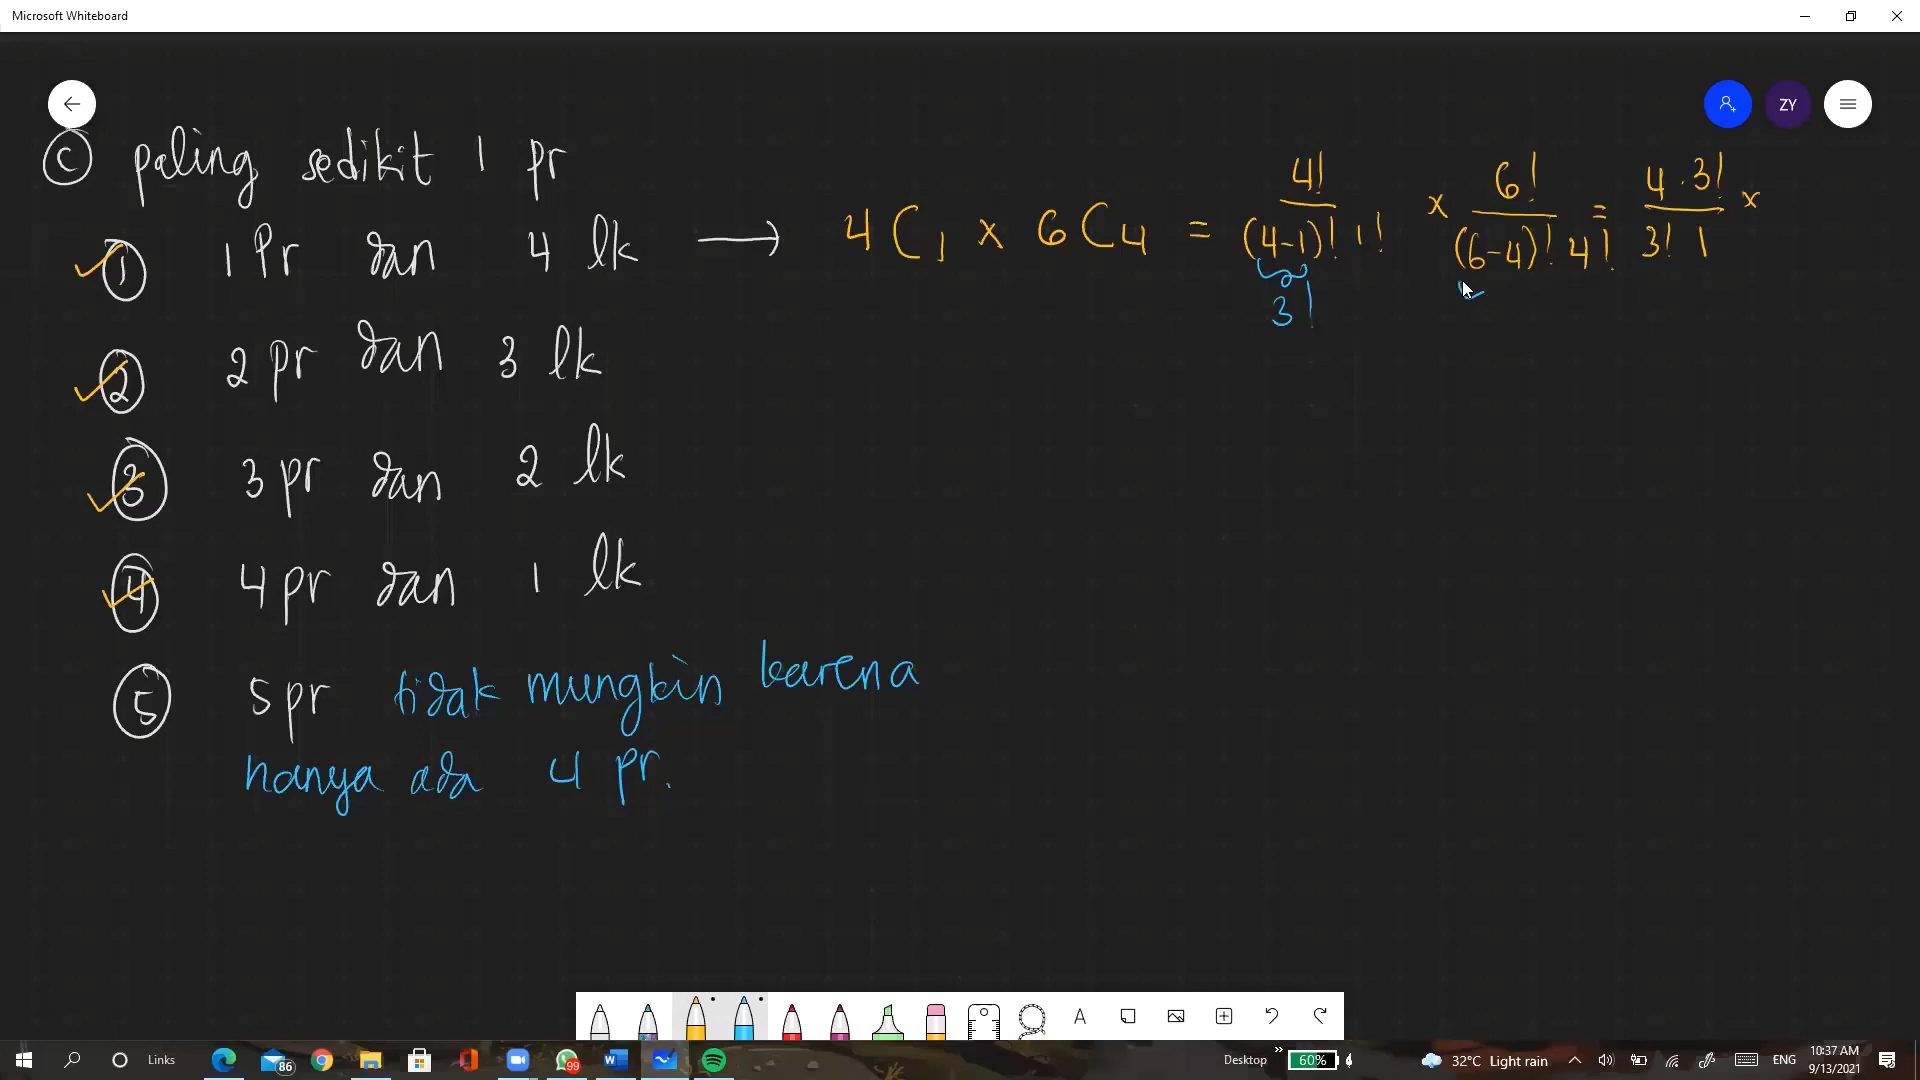 Microsoft Whiteboard
ZY
Ⓒ paling sedikit 1 pr
① 1 Pr dan 4 lk → 4C₁ x 6C₄ = 4!/(4-1)! 1! x 6!/(6-4)! 4! = 4·3!/3! 1 x
3!
② 2 pr dan 3 lk
③ 3 pr dan 2 lk
④ 4 pr dan 1 lk
⑤ 5 pr tidak mungkin karena
hanya ada 4 pr.
A
Links
86
99
Desktop
60%
32°C Light rain
ENG
10:37 AM
9/13/2021